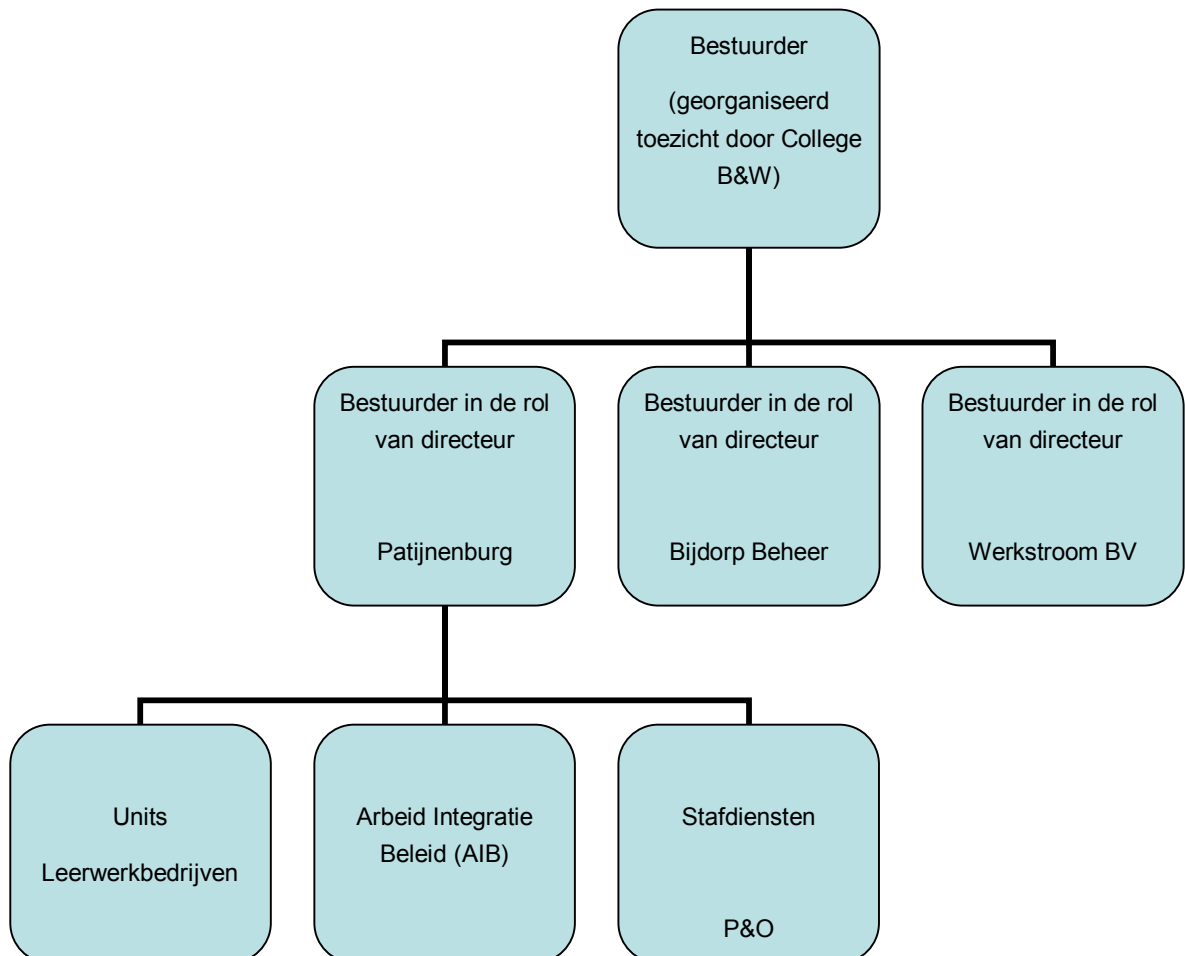 Bestuurder
(georganiseerd
toezicht door College
B&W)
Bestuurder in de rol
van directeur
Patijnenburg
Bestuurder in de rol
van directeur
Bijdorp Beheer
Bestuurder in de rol
van directeur
Werkstroom BV
Units
Leerwerkbedrijven
Arbeid Integratie
Beleid (AIB)
Stafdiensten
P&O